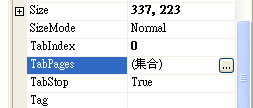 Size 337, 223
SizeMode Normal
TabIndex 0
TabPages (集合) ...
TabStop True
Tag